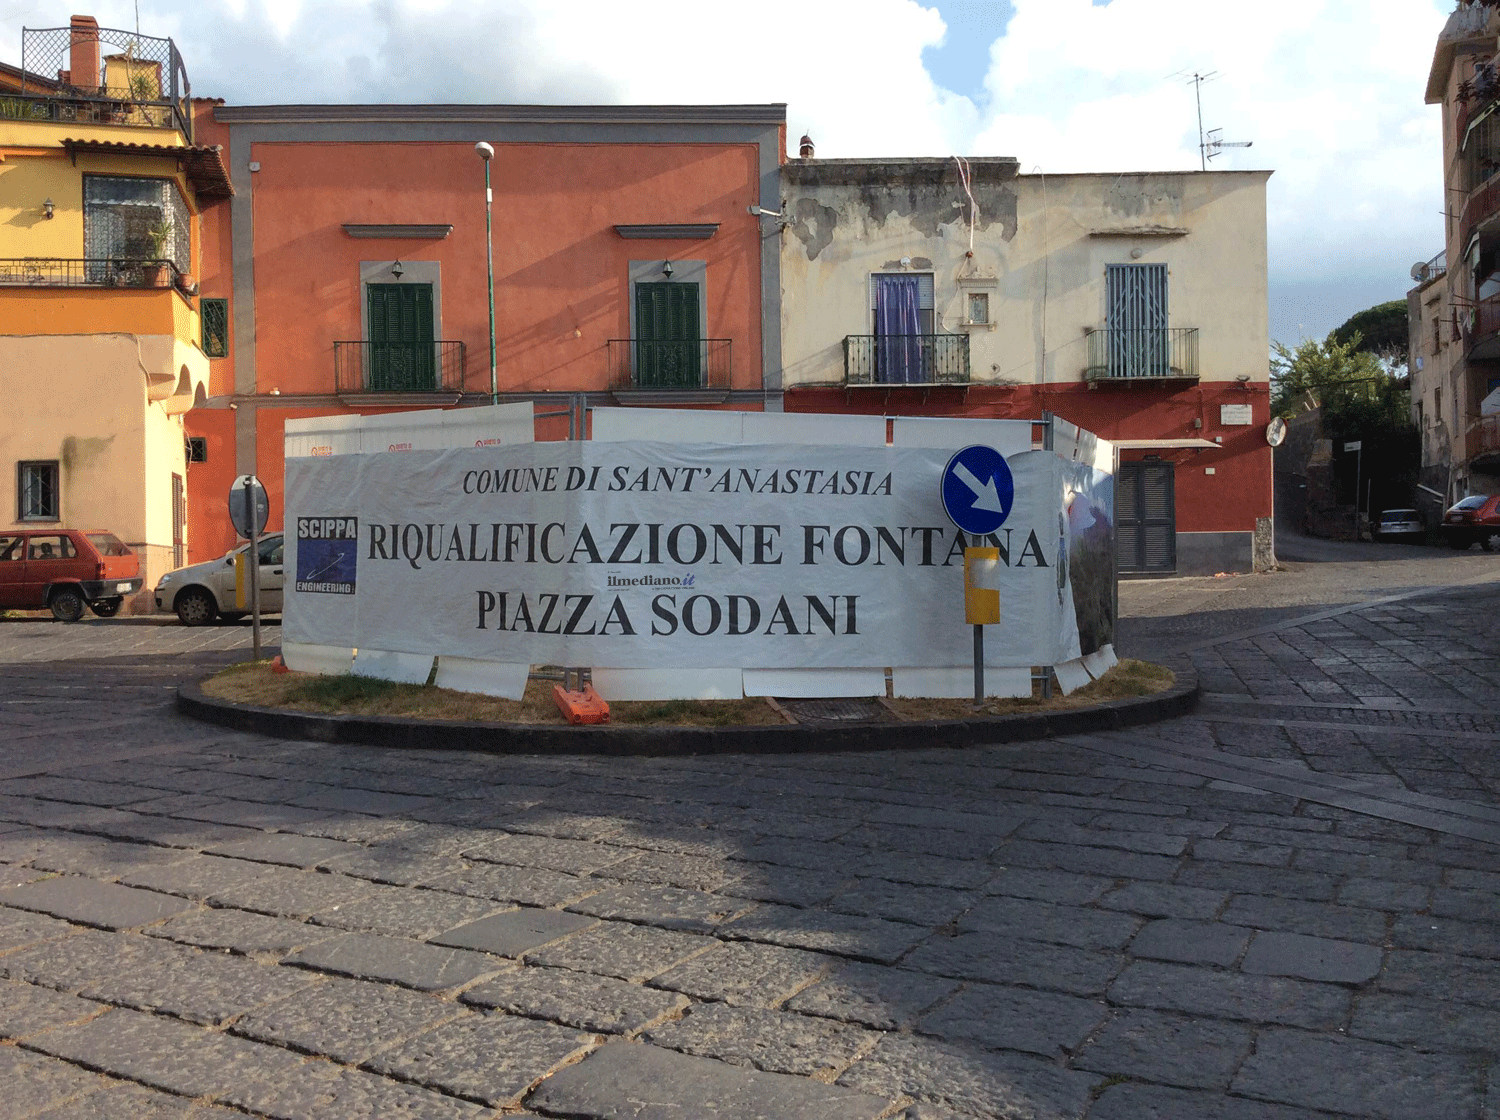 COMUNE DI SANT'ANASTASIA
SCIPPA
ENGINEERING
RIQUALIFICAZIONE FONTANA
ilmediano.it
PIAZZA SODANI